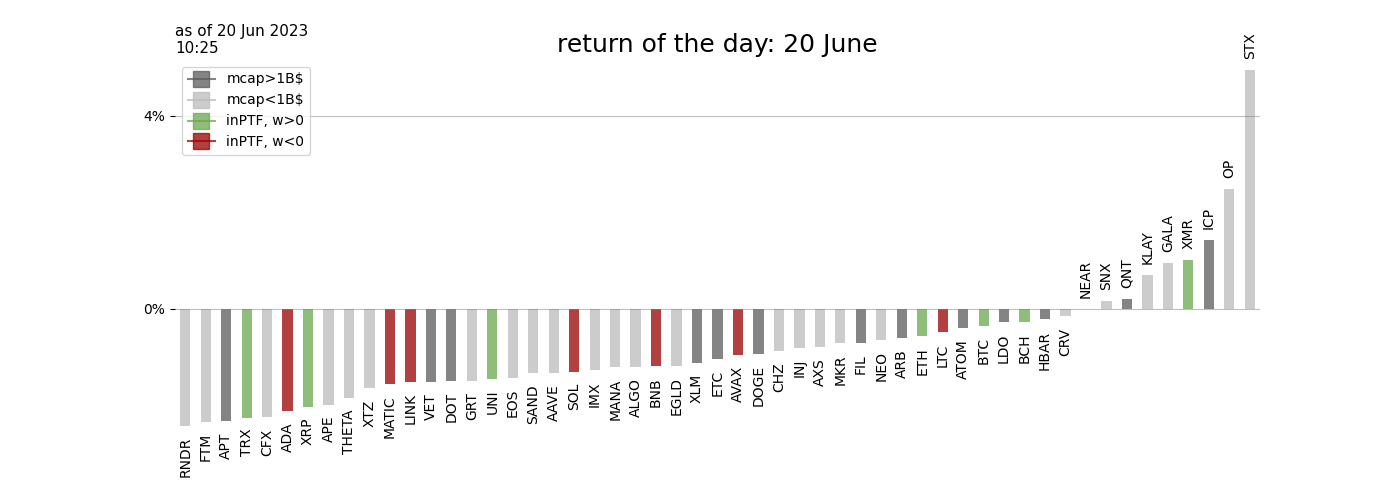 as of 20 Jun 2023
10:25
return of the day: 20 June
mcap>1B$
mcap<1B$
inPTF, w>0
inPTF, w<0
4%
0%
RNDR
FTM
APT
TRX
CFX
ADA
XRP
APE
THETA
XTZ
MATIC
LINK
VET
DOT
GRT
UNI
EOS
SAND
AAVE
SOL
IMX
MANA
ALGO
BNB
EGLD
XLM
ETC
AVAX
DOGE
CHZ
INJ
AXS
MKR
FIL
NEO
ARB
ETH
LTC
ATOM
BTC
LDO
BCH
HBAR
CRV
NEAR
SNX
QNT
KLAY
GALA
XMR
ICP
OP
STX